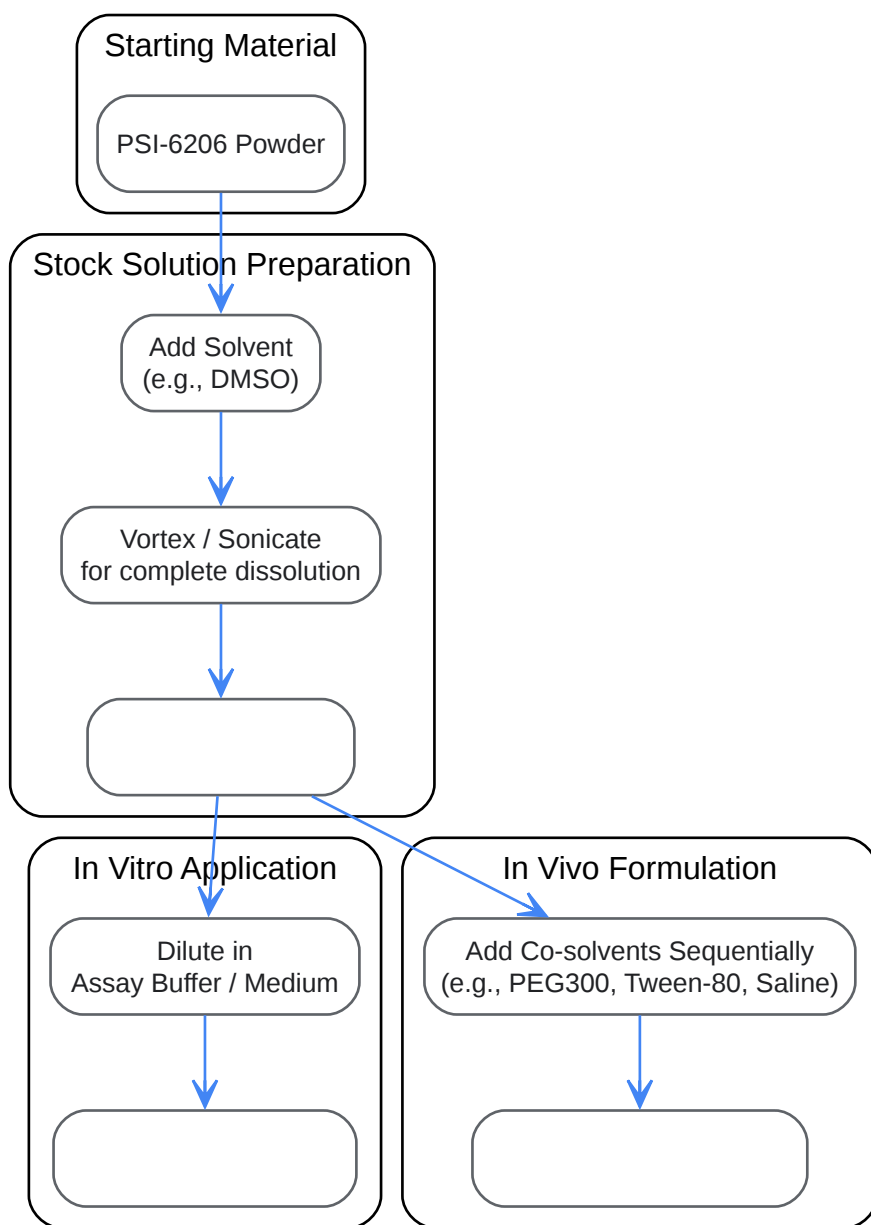 Starting Material
PSI-6206 Powder
Stock Solution Preparation
Add Solvent
(e.g., DMSO)
Vortex / Sonicate
for complete dissolution
In Vitro Application
Dilute in
Assay Buffer / Medium
In Vivo Formulation
Add Co-solvents Sequentially
(e.g., PEG300, Tween-80, Saline)